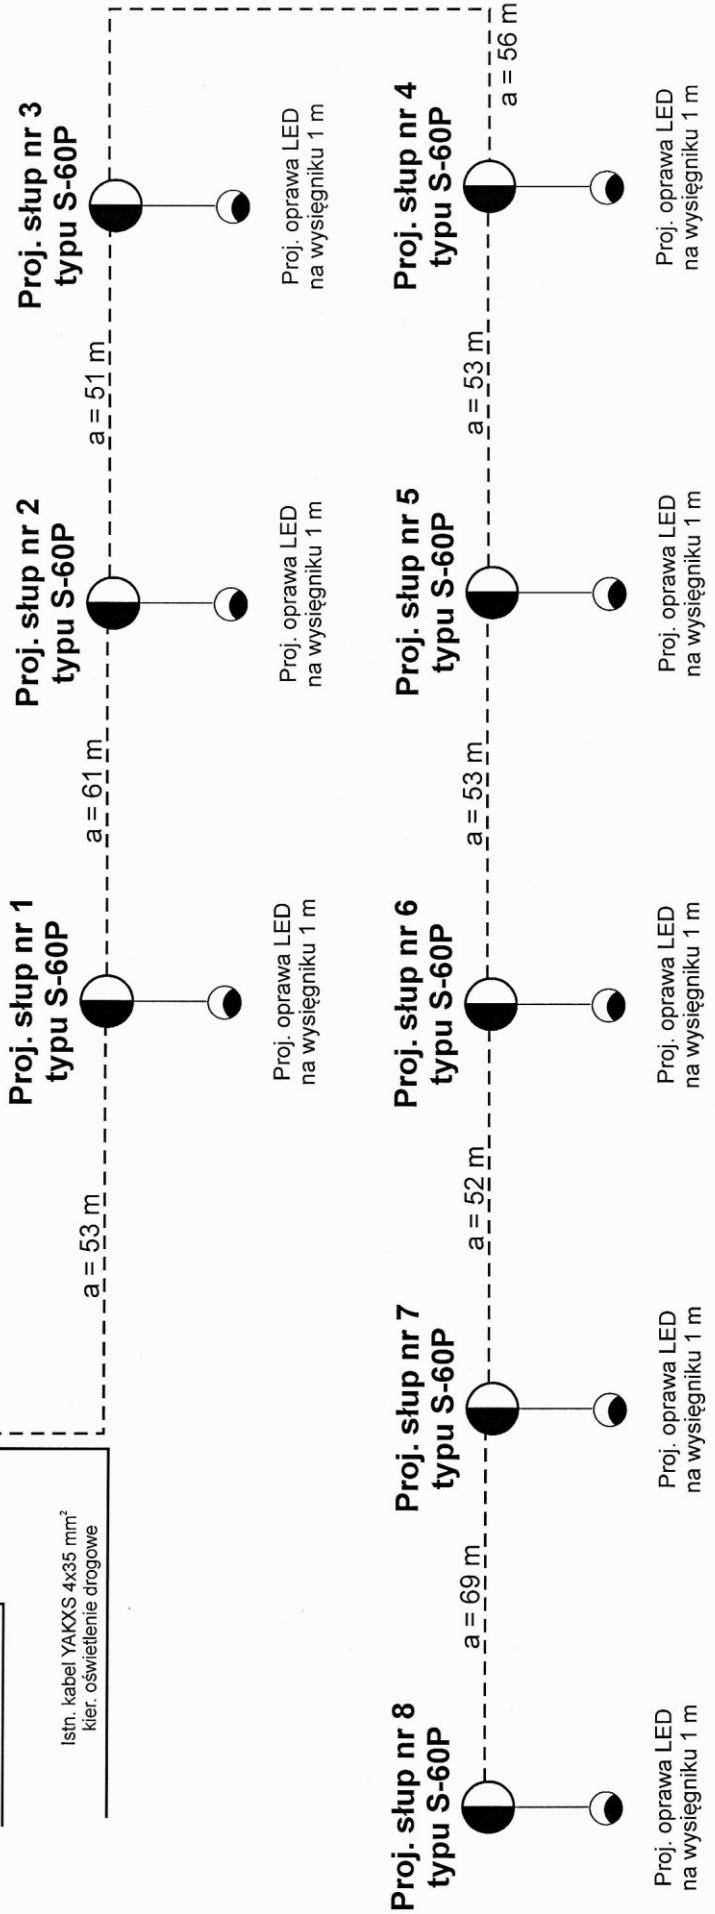 Istn. kabel YAKXS 4x35 mm²
kier. oświetlenie drogowe
a = 53 m
Proj. słup nr 1
typu S-60P
Proj. oprawa LED
na wysięgniku 1 m
a = 61 m
Proj. słup nr 2
typu S-60P
Proj. oprawa LED
na wysięgniku 1 m
a = 51 m
Proj. słup nr 3
typu S-60P
Proj. oprawa LED
na wysięgniku 1 m
a = 56 m
Proj. słup nr 4
typu S-60P
Proj. oprawa LED
na wysięgniku 1 m
a = 53 m
Proj. słup nr 5
typu S-60P
Proj. oprawa LED
na wysięgniku 1 m
a = 53 m
Proj. słup nr 6
typu S-60P
Proj. oprawa LED
na wysięgniku 1 m
a = 52 m
Proj. słup nr 7
typu S-60P
Proj. oprawa LED
na wysięgniku 1 m
a = 69 m
Proj. słup nr 8
typu S-60P
Proj. oprawa LED
na wysięgniku 1 m